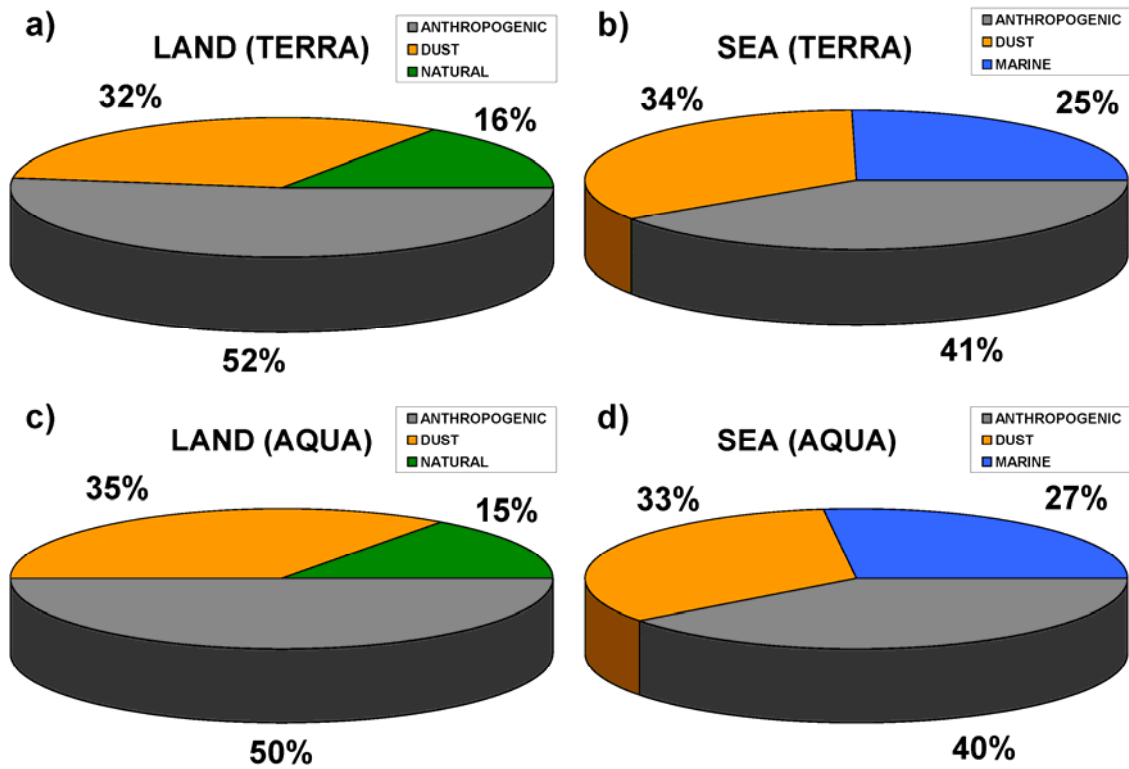 a)
LAND (TERRA)
ANTHROPOGENIC
DUST
NATURAL
32%
16%
52%
b)
SEA (TERRA)
ANTHROPOGENIC
DUST
MARINE
34%
25%
41%
c)
LAND (AQUA)
ANTHROPOGENIC
DUST
NATURAL
35%
15%
50%
d)
SEA (AQUA)
ANTHROPOGENIC
DUST
MARINE
33%
27%
40%